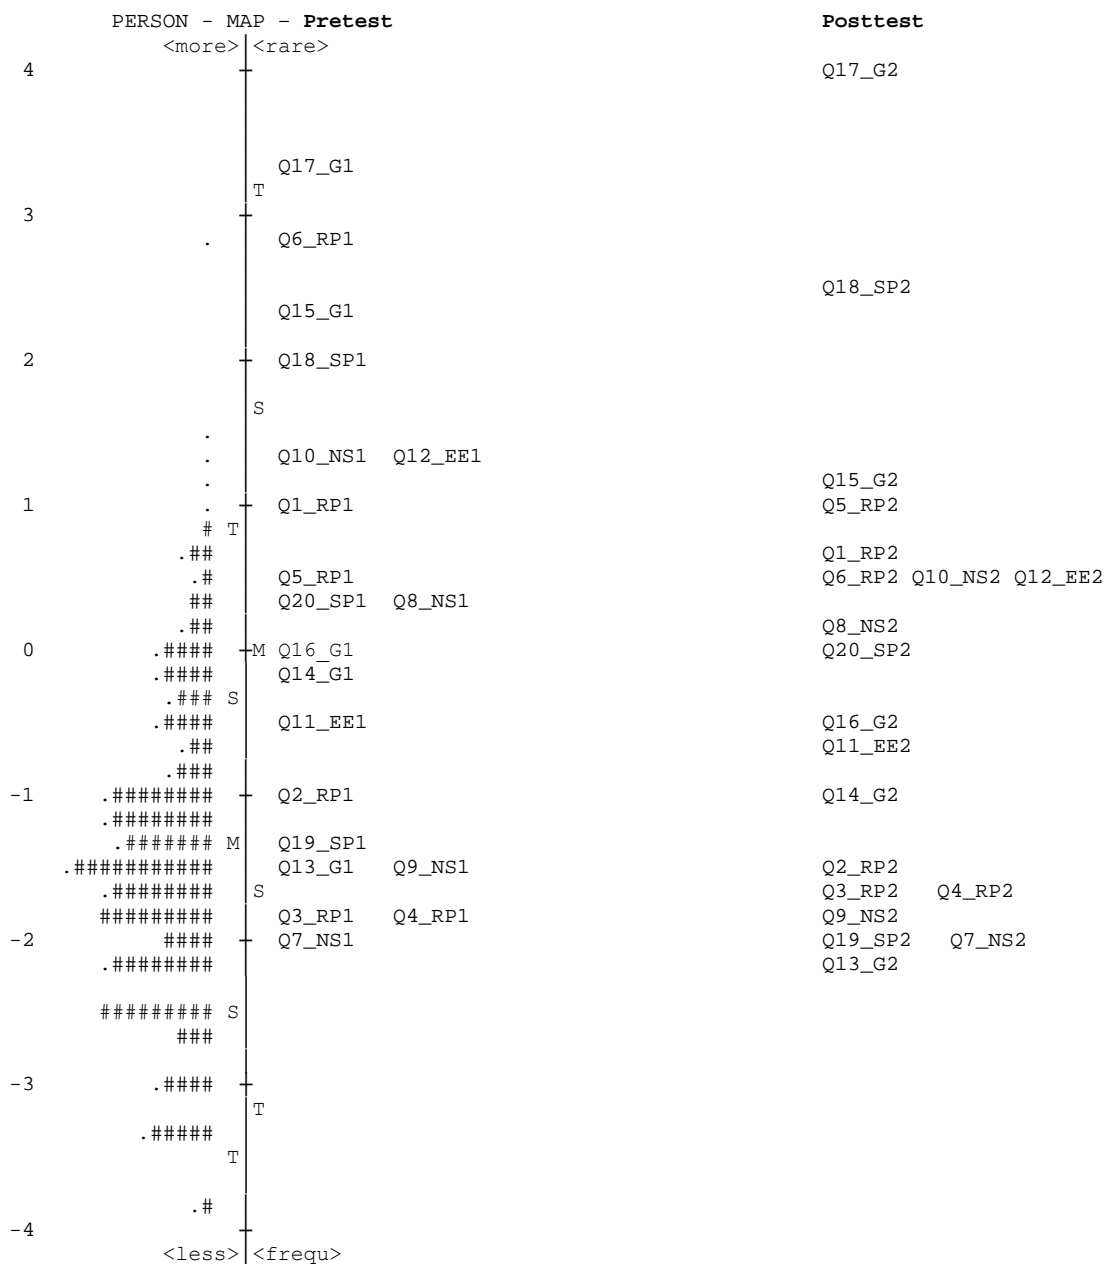 PERSON - MAP - Pretest Posttest
<more>|<rare>
4 + Q17_G2
Q17_G1
T
3 +
. Q6_RP1
Q18_SP2
Q15_G1
2 + Q18_SP1
S
.
. Q10_NS1 Q12_EE1
. Q15_G2
1 . + Q1_RP1 Q5_RP2
# T
.## Q1_RP2
.# Q5_RP1 Q6_RP2 Q10_NS2 Q12_EE2
## Q20_SP1 Q8_NS1
.## Q8_NS2
0 .#### +M Q16_G1 Q20_SP2
.#### Q14_G1
.### S
.#### Q11_EE1 Q16_G2
.## Q11_EE2
.###
-1 .######## + Q2_RP1 Q14_G2
.########
.####### M Q19_SP1
.########### Q13_G1 Q9_NS1 Q2_RP2
.######## S Q3_RP2 Q4_RP2
######### Q3_RP1 Q4_RP1 Q9_NS2
-2 #### + Q7_NS1 Q19_SP2 Q7_NS2
.######## Q13_G2
######### S
###
-3 .#### +
T
.#####
T
.#
-4 +
<less>|<frequ>